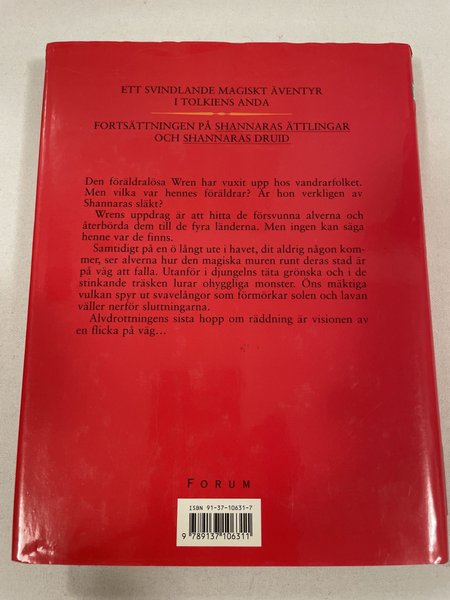 ETT SVINDLANDE MAGISKT ÄVENTYR
I TOLKIENS ANDA
FORTSÄTTNINGEN PÅ SHANNARAS ÄTTLINGAR
OCH SHANNARAS DRUID
Den föräldralösa Wren har vuxit upp hos vandrarfolket.
Men vilka var hennes föräldrar? Är hon verkligen av
Shannaras släkt?
Wrens uppdrag är att hitta de försvunna alverna och
återbörda dem till de fyra länderna. Men ingen kan säga
henne var de finns.
Samtidigt på en ö långt ute i havet, dit aldrig någon kom-
mer, ser alverna hur den magiska muren runt deras stad är
på väg att falla. Utanför i djungelns täta grönska och i de
stinkande träsken lurar ohyggliga monster. Öns mäktiga
vulkan spyr ut svavelångor som förmörkar solen och lavan
väller nerför sluttningarna.
Alvdrottningens sista hopp om räddning är visionen av
en flicka på väg...
FORUM
ISBN 91-37-10631-7
9 789137 106311